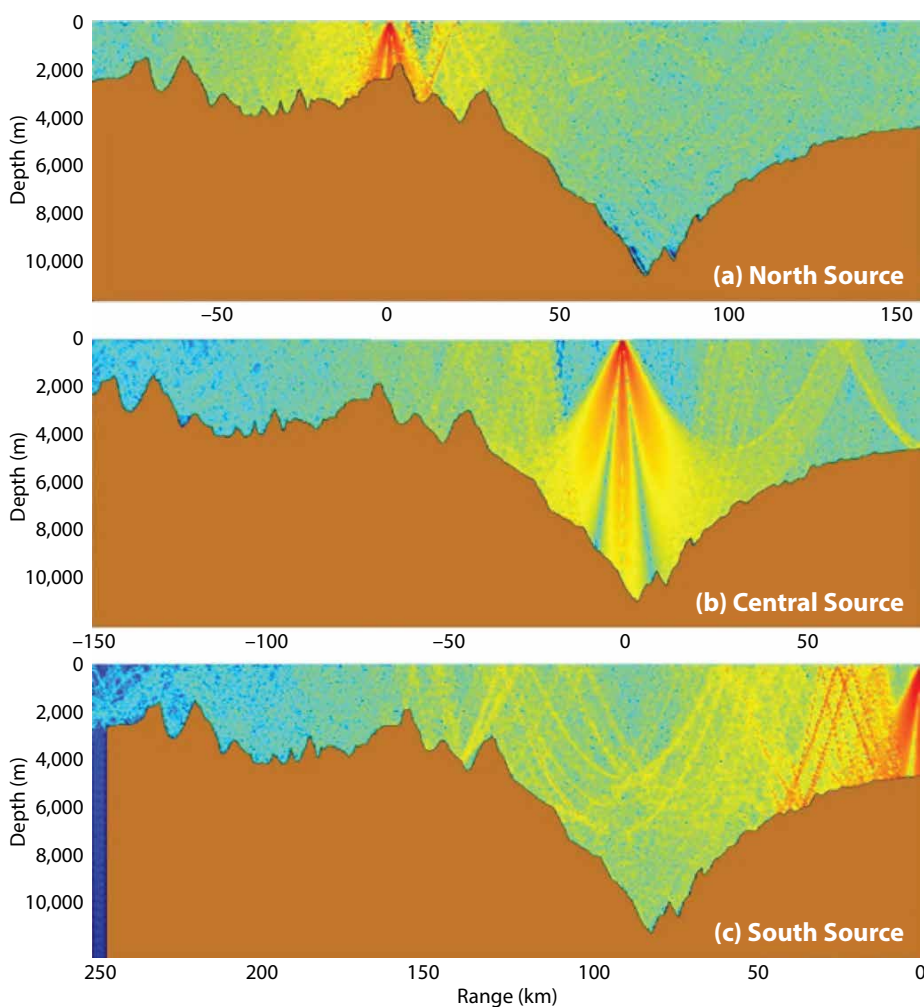 0
2,000
4,000
6,000
8,000
10,000
Depth (m)
(a) North Source
–50 0 50 100 150
0
2,000
4,000
6,000
8,000
10,000
Depth (m)
(b) Central Source
–150 –100 –50 0 50
0
2,000
4,000
6,000
8,000
10,000
Depth (m)
(c) South Source
250 200 150 100 50 0
Range (km)